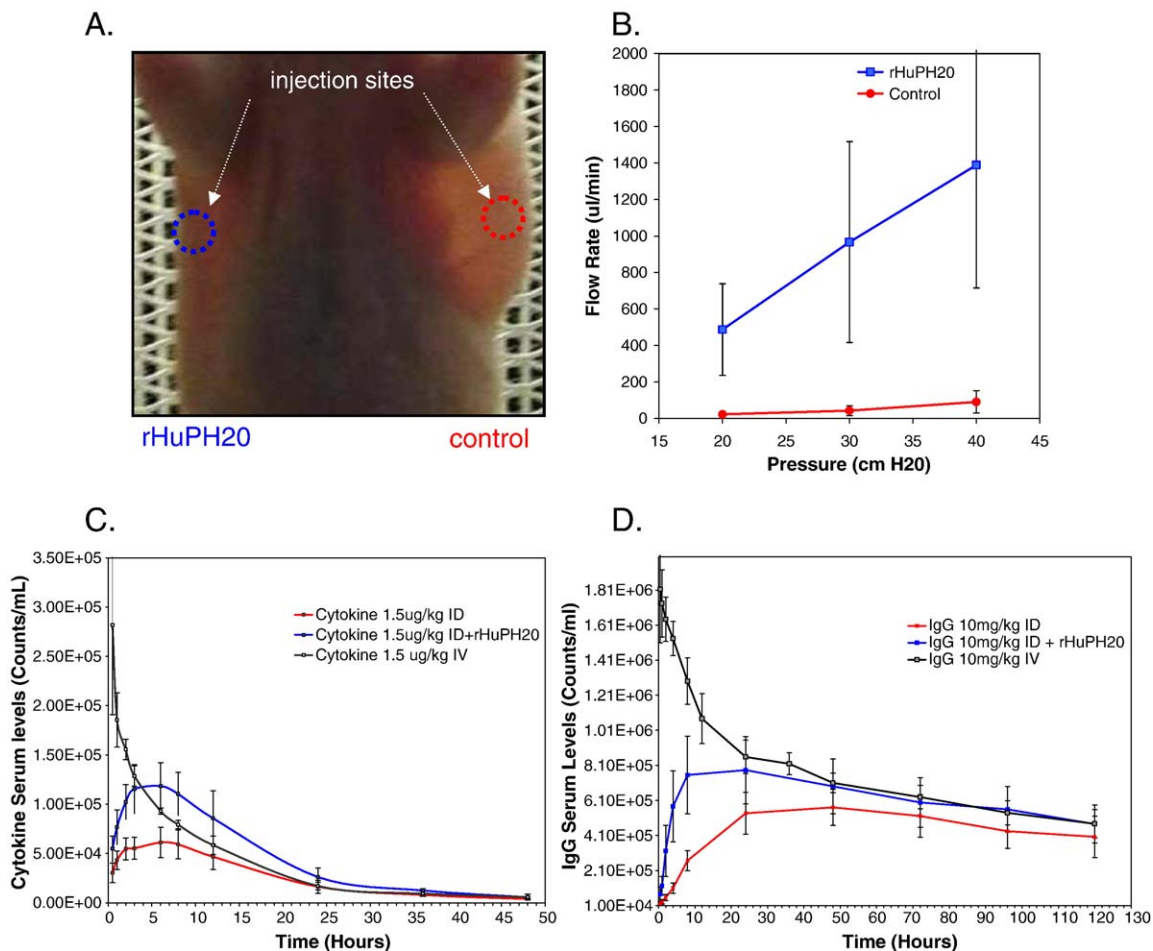 A.
injection sites
rHuPH20
control
B.
2000
1800
1600
1400
1200
1000
800
600
400
200
0
Flow Rate (ul/min)
rHuPH20
Control
15 20 25 30 35 40 45
Pressure (cm H20)
C.
3.50E+05
3.00E+05
2.50E+05
2.00E+05
1.50E+05
1.00E+05
5.00E+04
0.00E+00
Cytokine Serum levels (Counts/mL)
Cytokine 1.5ug/kg ID
Cytokine 1.5ug/kg ID+rHuPH20
Cytokine 1.5 ug/kg IV
0 5 10 15 20 25 30 35 40 45 50
Time (Hours)
D.
1.81E+06
1.61E+06
1.41E+06
1.21E+06
1.01E+06
8.10E+05
6.10E+05
4.10E+05
2.10E+05
1.00E+04
IgG Serum Levels (Counts/ml)
IgG 10mg/kg ID
IgG 10mg/kg ID + rHuPH20
IgG 10mg/kg IV
0 10 20 30 40 50 60 70 80 90 100 110 120 130
Time (Hours)